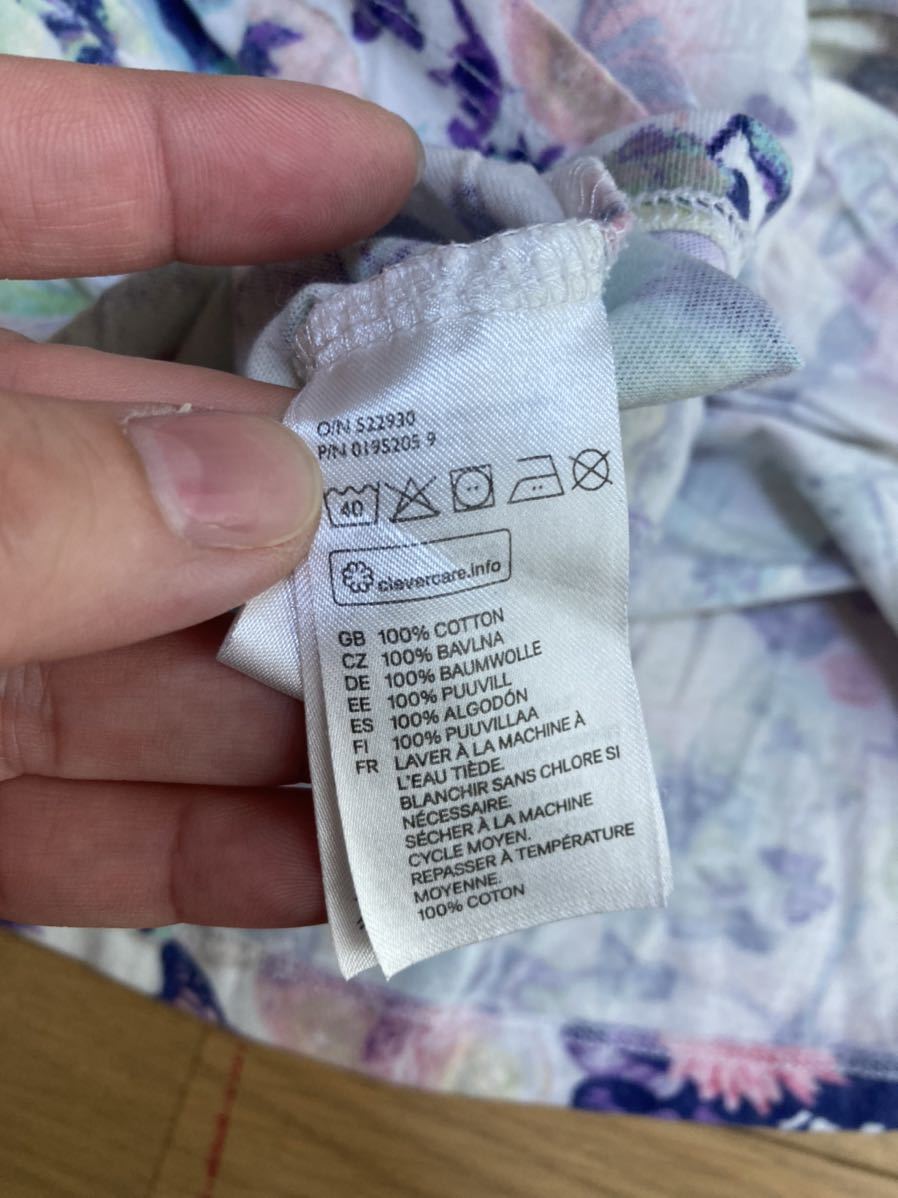 O/N 522930
P/N 0195205 9
40
clevercare.info
GB 100% COTTON
CZ 100% BAVLNA
DE 100% BAUMWOLLE
EE 100% PUUVILL
ES 100% ALGODÓN
FI 100% PUUVILLAA
FR LAVER À LA MACHINE À
L'EAU TIÈDE.
BLANCHIR SANS CHLORE SI
NÉCESSAIRE.
SÉCHER À LA MACHINE
CYCLE MOYEN.
REPASSER À TEMPÉRATURE
MOYENNE.
100% COTON